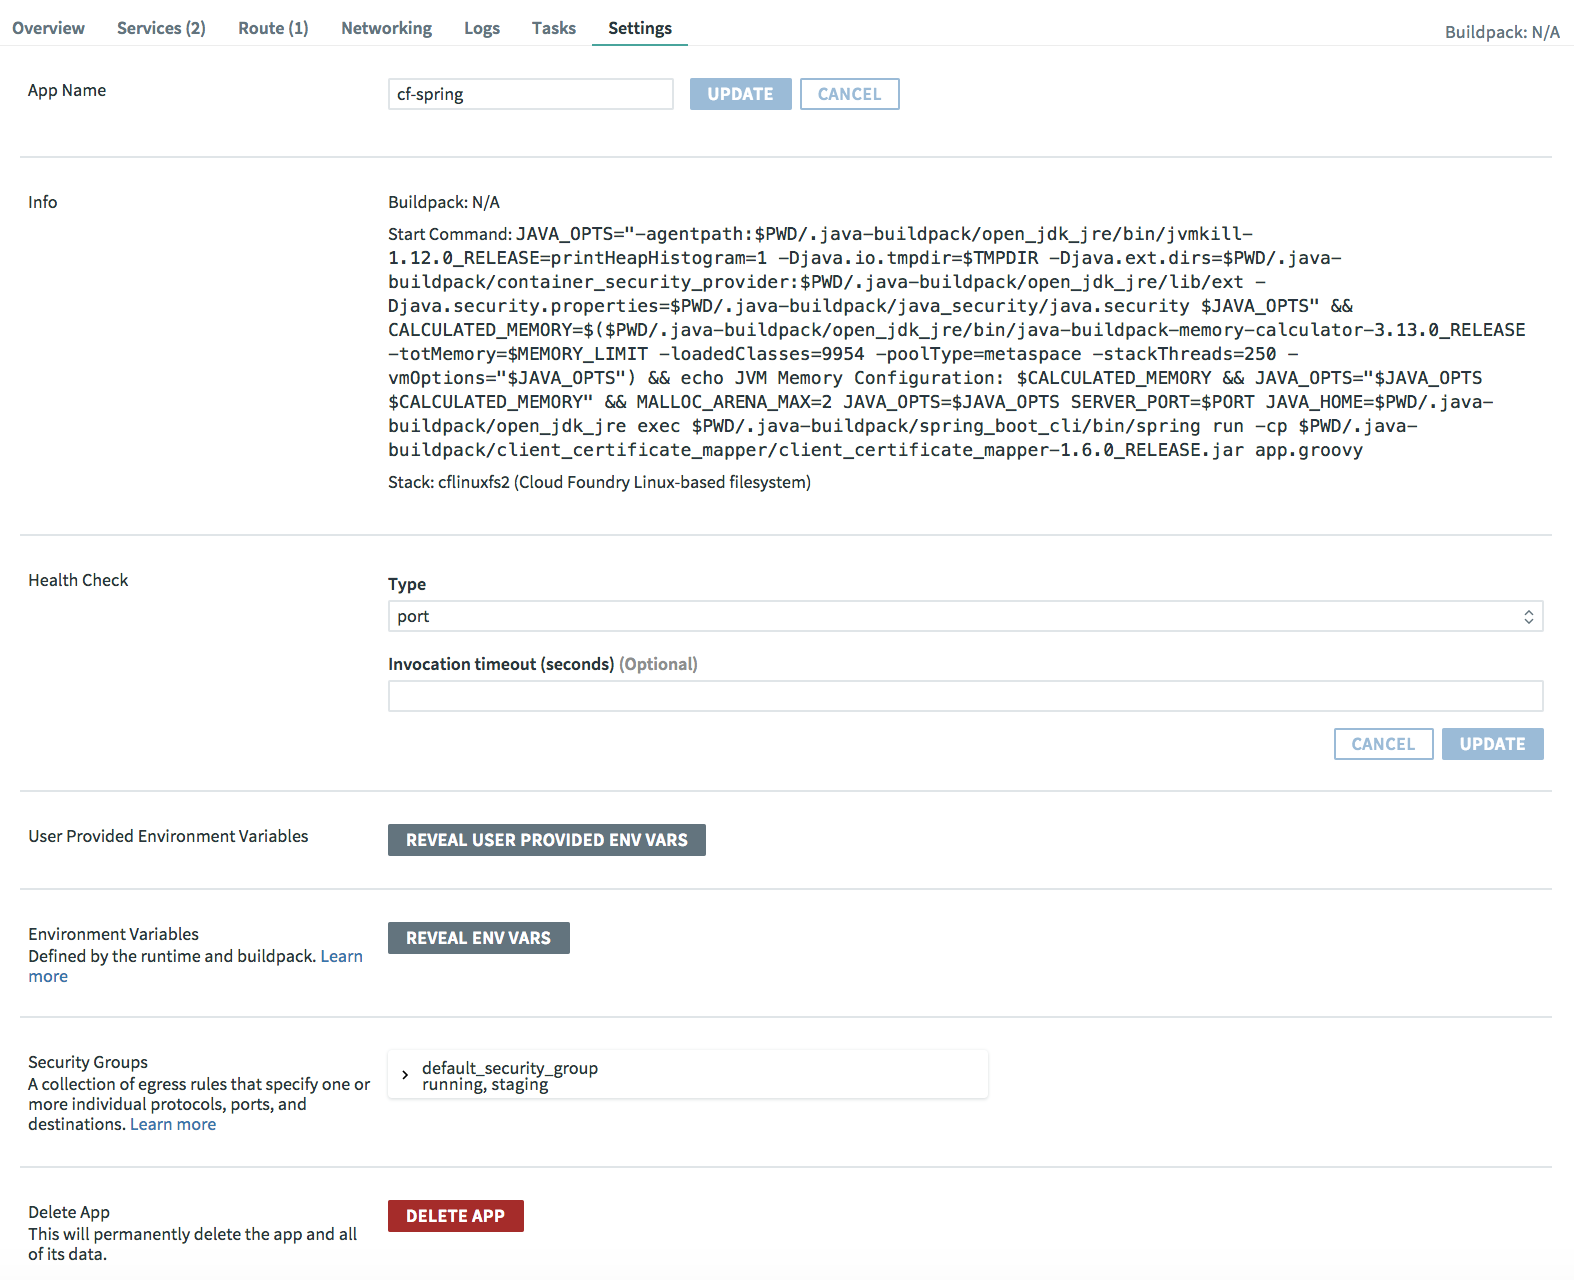 Overview Services (2) Route (1) Networking Logs Tasks Settings Buildpack: N/A
App Name cf-spring UPDATE CANCEL
Info
Buildpack: N/A
Start Command: JAVA_OPTS="-agentpath:$PWD/.java-buildpack/open_jdk_jre/bin/jvmkill-
1.12.0_RELEASE=printHeapHistogram=1 -Djava.io.tmpdir=$TMPDIR -Djava.ext.dirs=$PWD/.java-
buildpack/container_security_provider:$PWD/.java-buildpack/open_jdk_jre/lib/ext -
Djava.security.properties=$PWD/.java-buildpack/java_security/java.security $JAVA_OPTS" &&
CALCULATED_MEMORY=$($PWD/.java-buildpack/open_jdk_jre/bin/java-buildpack-memory-calculator-3.13.0_RELEASE
-totMemory=$MEMORY_LIMIT -loadedClasses=9954 -poolType=metaspace -stackThreads=250 -
vmOptions="$JAVA_OPTS") && echo JVM Memory Configuration: $CALCULATED_MEMORY && JAVA_OPTS="$JAVA_OPTS
$CALCULATED_MEMORY" && MALLOC_ARENA_MAX=2 JAVA_OPTS=$JAVA_OPTS SERVER_PORT=$PORT JAVA_HOME=$PWD/.java-
buildpack/open_jdk_jre exec $PWD/.java-buildpack/spring_boot_cli/bin/spring run -cp $PWD/.java-
buildpack/client_certificate_mapper/client_certificate_mapper-1.6.0_RELEASE.jar app.groovy
Stack: cflinuxfs2 (Cloud Foundry Linux-based filesystem)
Health Check
Type
port
Invocation timeout (seconds) (Optional)
CANCEL UPDATE
User Provided Environment Variables REVEAL USER PROVIDED ENV VARS
Environment Variables
Defined by the runtime and buildpack. Learn
more
REVEAL ENV VARS
Security Groups
A collection of egress rules that specify one or
more individual protocols, ports, and
destinations. Learn more
default_security_group
running, staging
Delete App
This will permanently delete the app and all
of its data.
DELETE APP